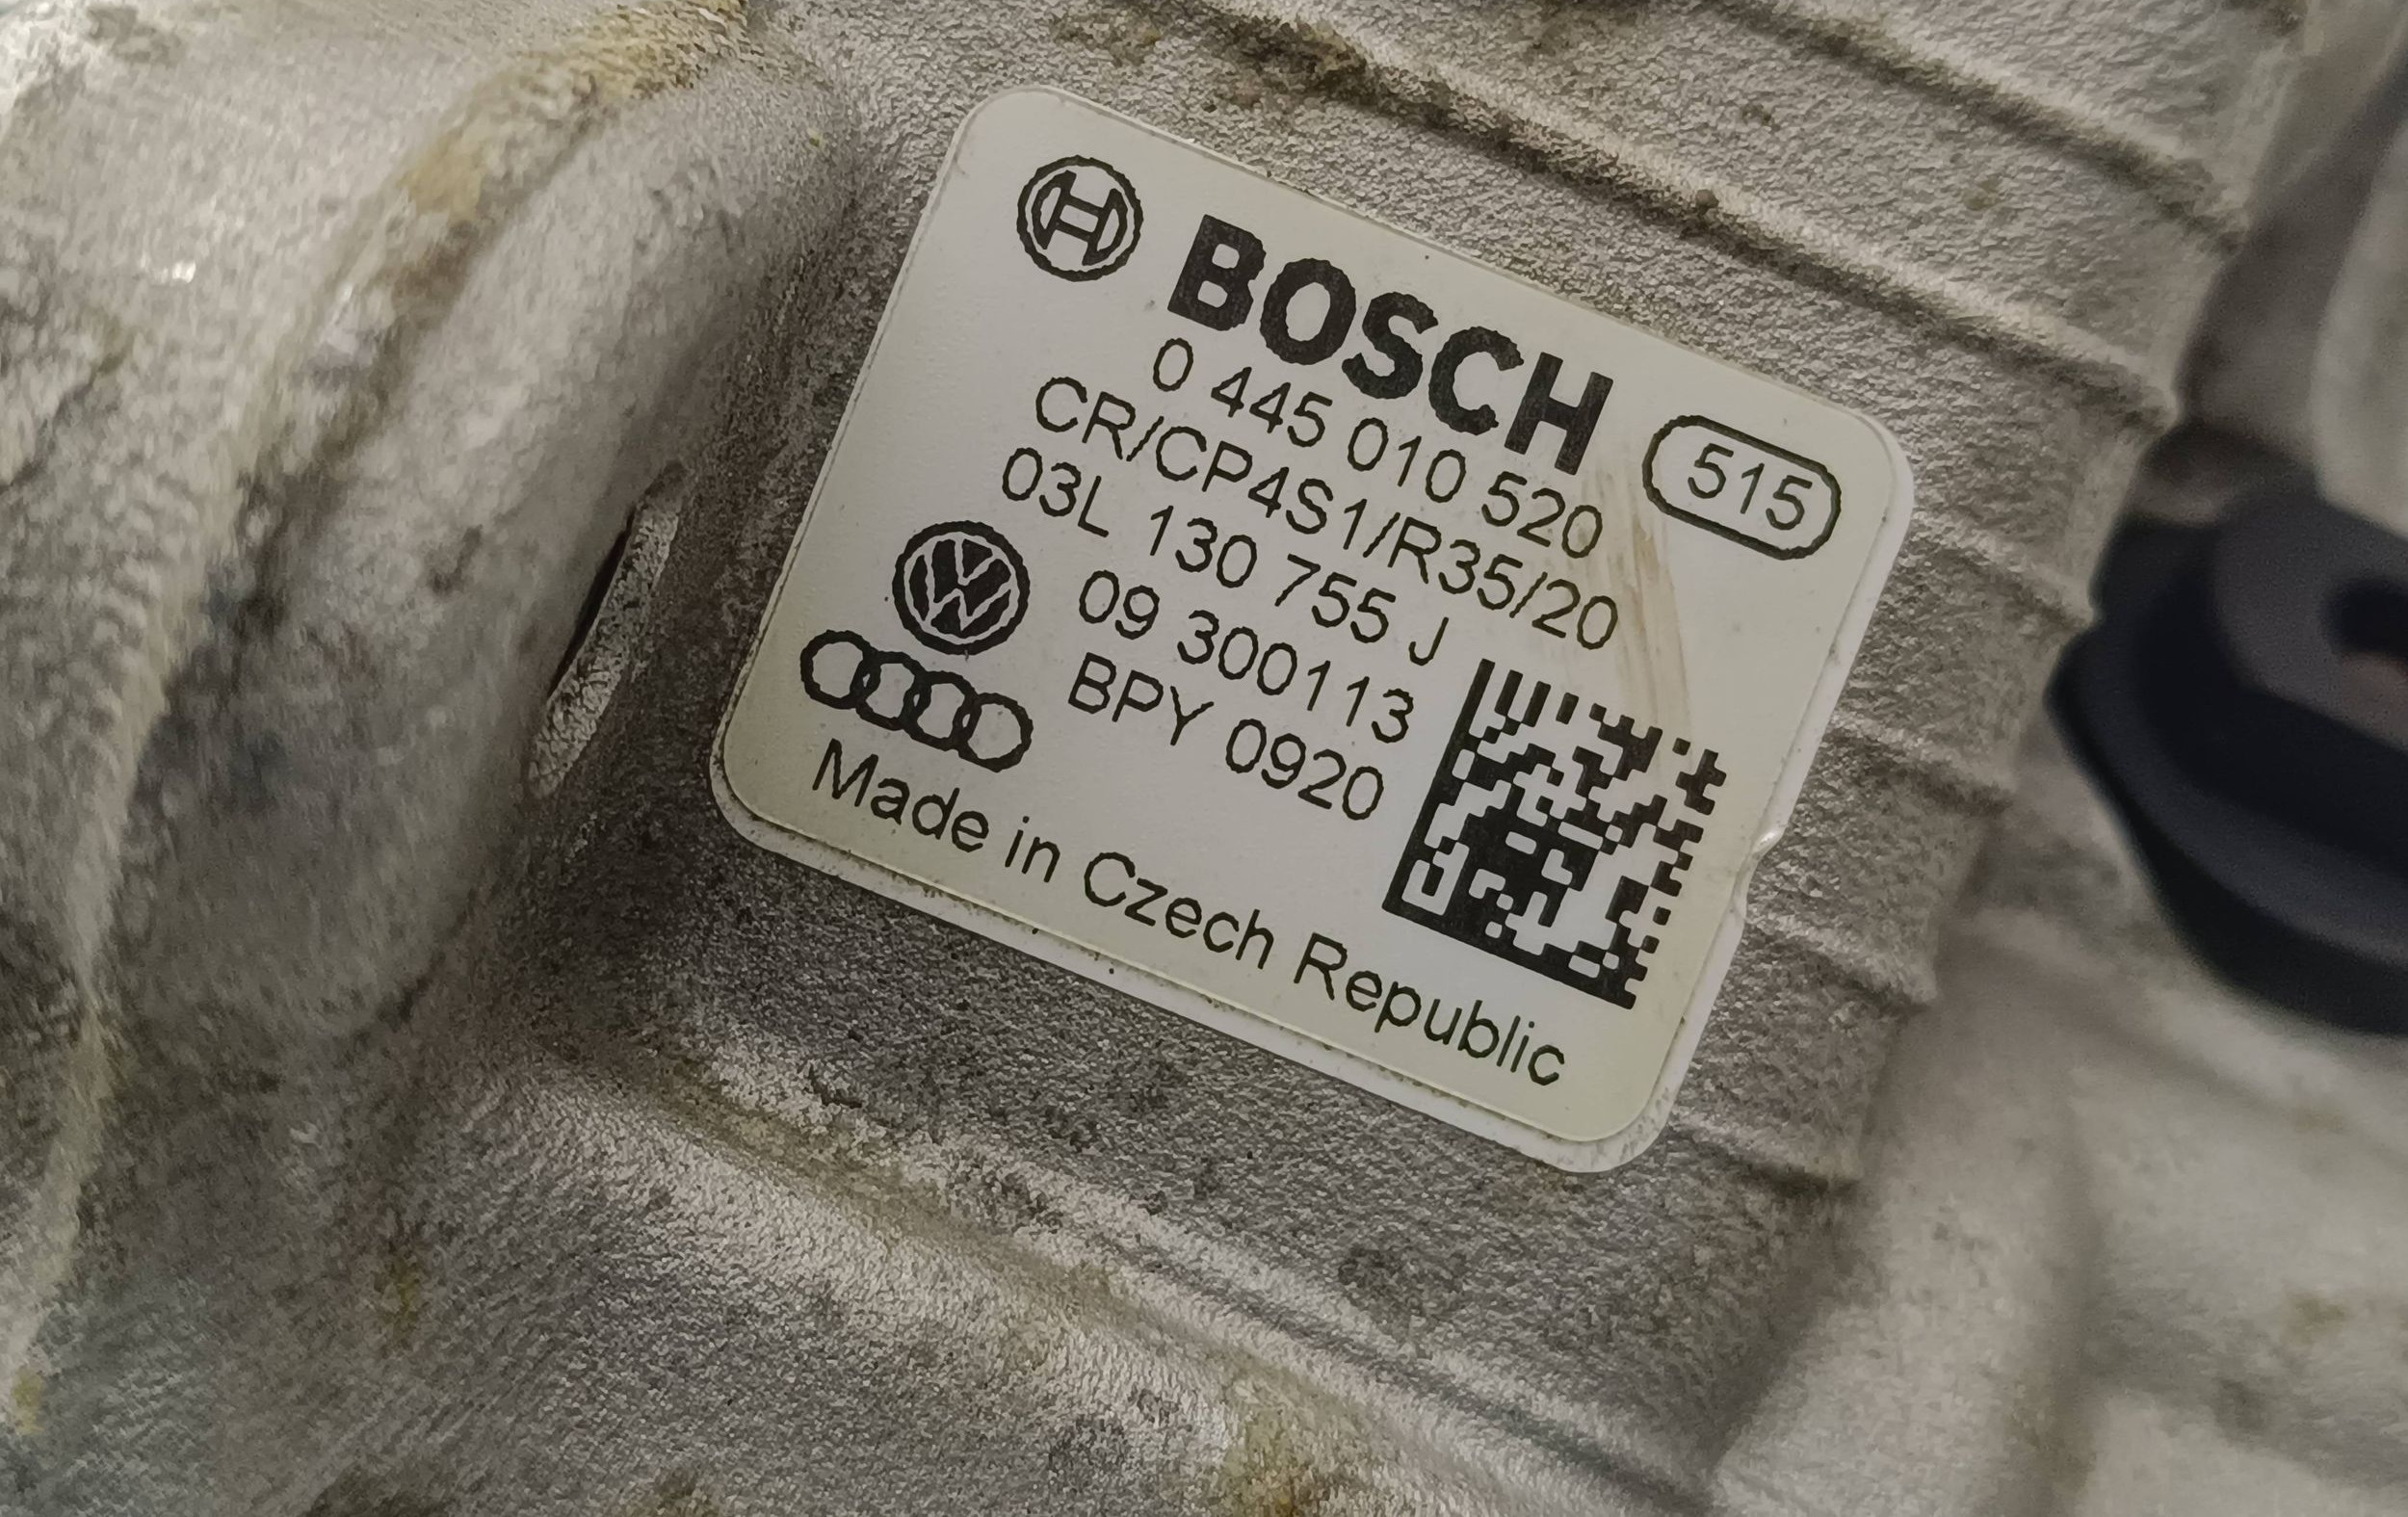 BOSCH
515
0 445 010 520
CR/CP4S1/R35/20
03L 130 755 J
09 300113
BPY 0920
Made in Czech Republic